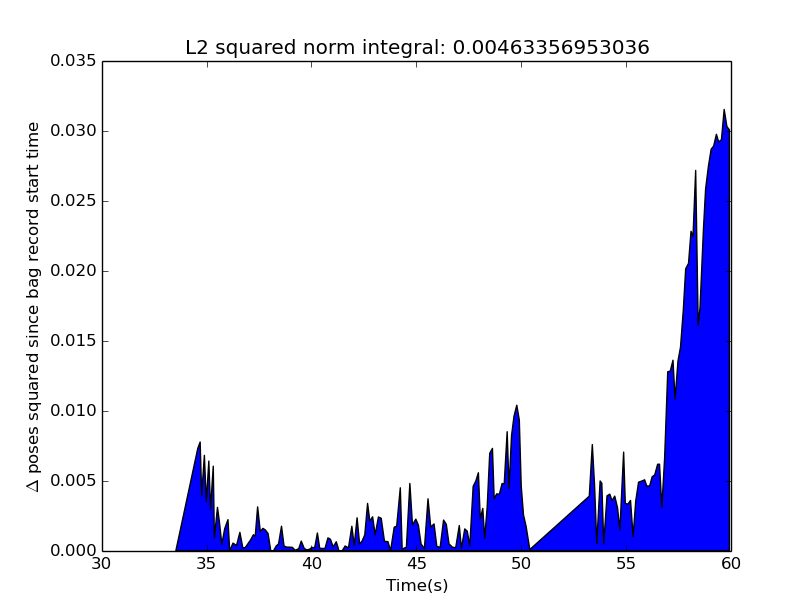 L2 squared norm integral: 0.00463356953036
Δ poses squared since bag record start time
0.035
0.030
0.025
0.020
0.015
0.010
0.005
0.000
30 35 40 45 50 55 60
Time(s)